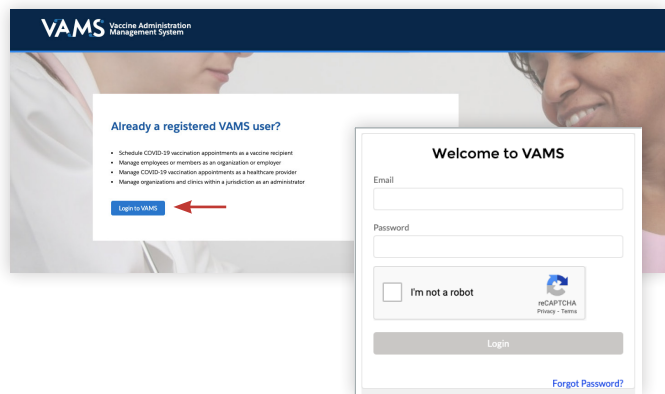 VAMS Vaccine Administration
Management System
Already a registered VAMS user?
• Schedule COVID-19 vaccination appointments as a vaccine recipient
• Manage employees or members as an organization or employer
• Manage COVID-19 vaccination appointments as a healthcare provider
• Manage organizations and clinics within a jurisdiction as an administrator
Login to VAMS
Welcome to VAMS
Email
Password
I'm not a robot
reCAPTCHA
Privacy - Terms
Login
Forgot Password?